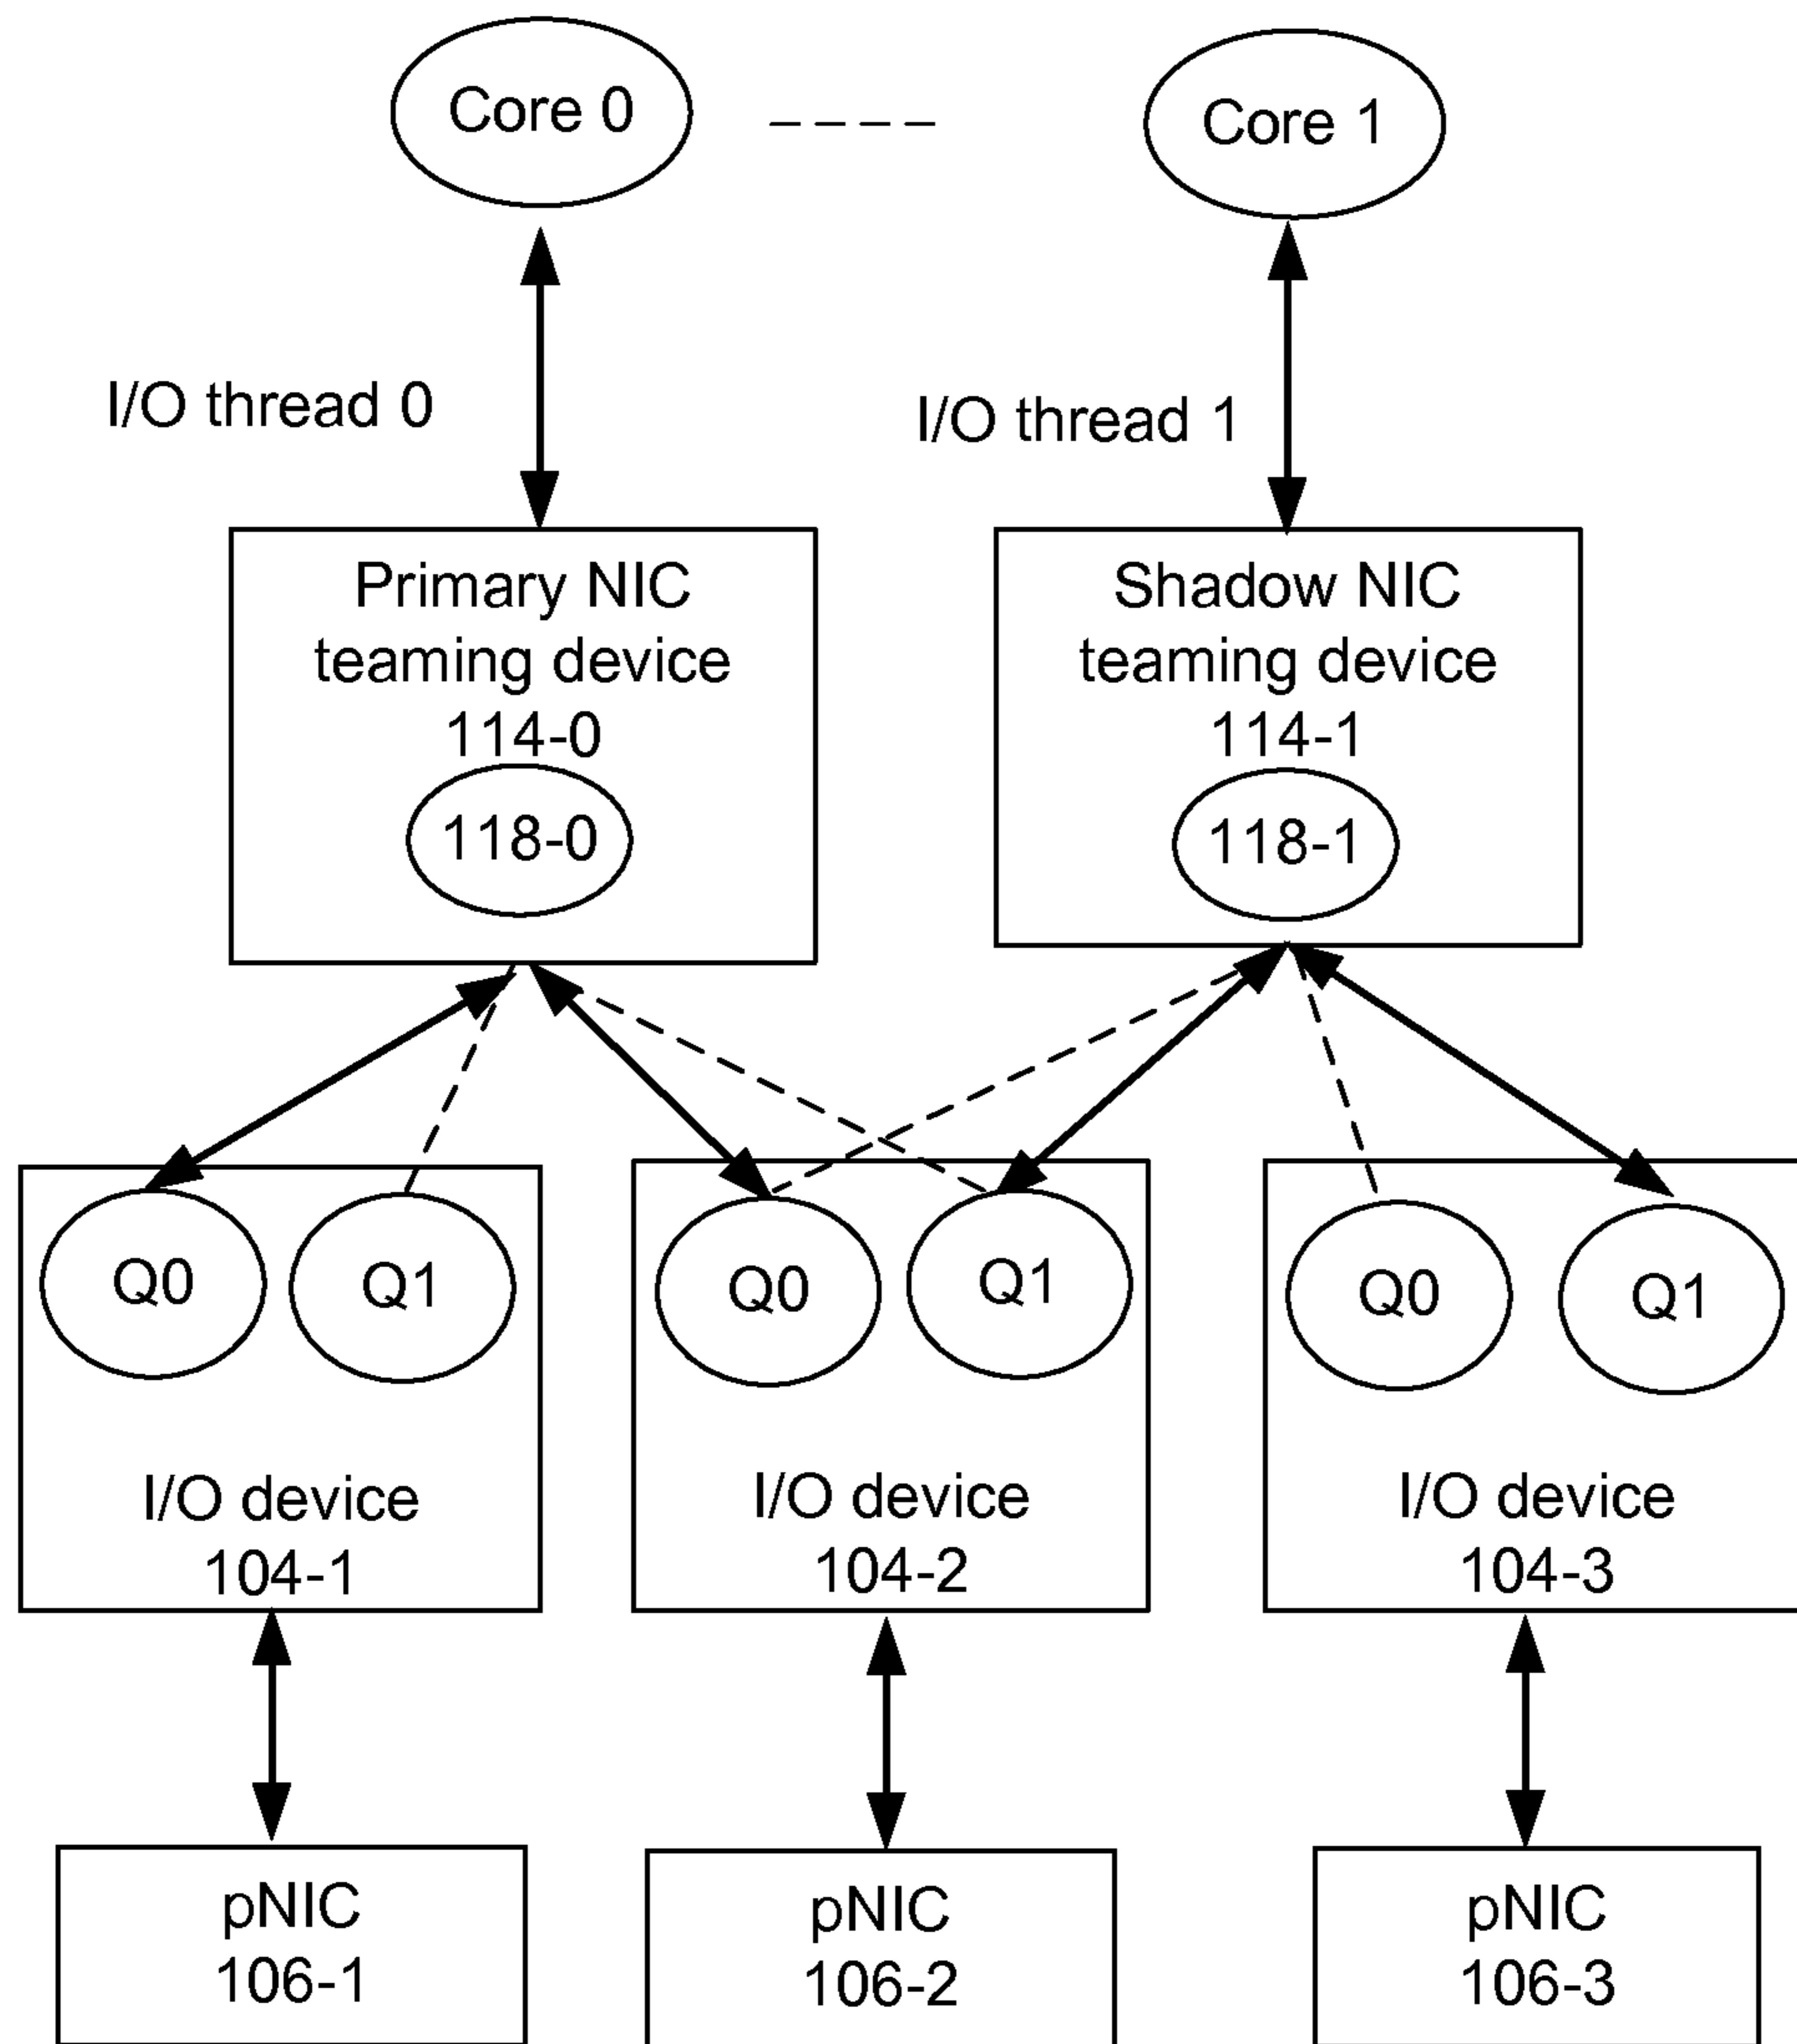 Core 0
Core 1
I/O thread 0
I/O thread 1
Primary NIC
teaming device
114-0
118-0
Shadow NIC
teaming device
114-1
118-1
Q0
Q1
I/O device
104-1
Q0
Q1
I/O device
104-2
Q0
Q1
I/O device
104-3
pNIC
106-1
pNIC
106-2
pNIC
106-3